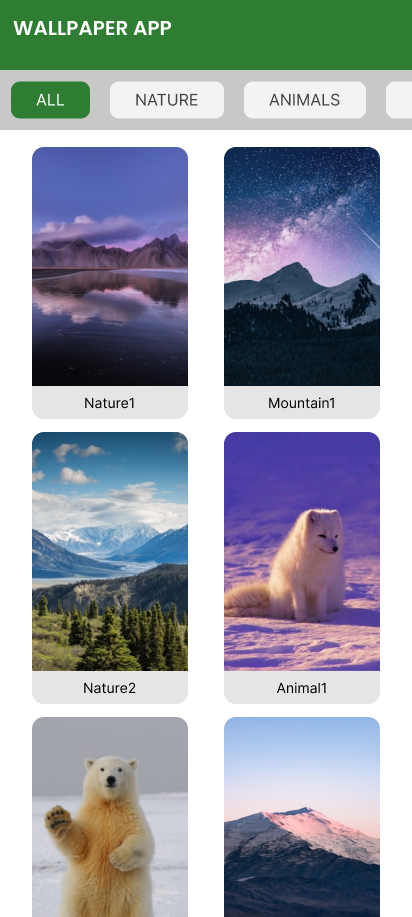 WALLPAPER APP
ALL
NATURE
ANIMALS
Nature1
Mountain1
Nature2
Animal1